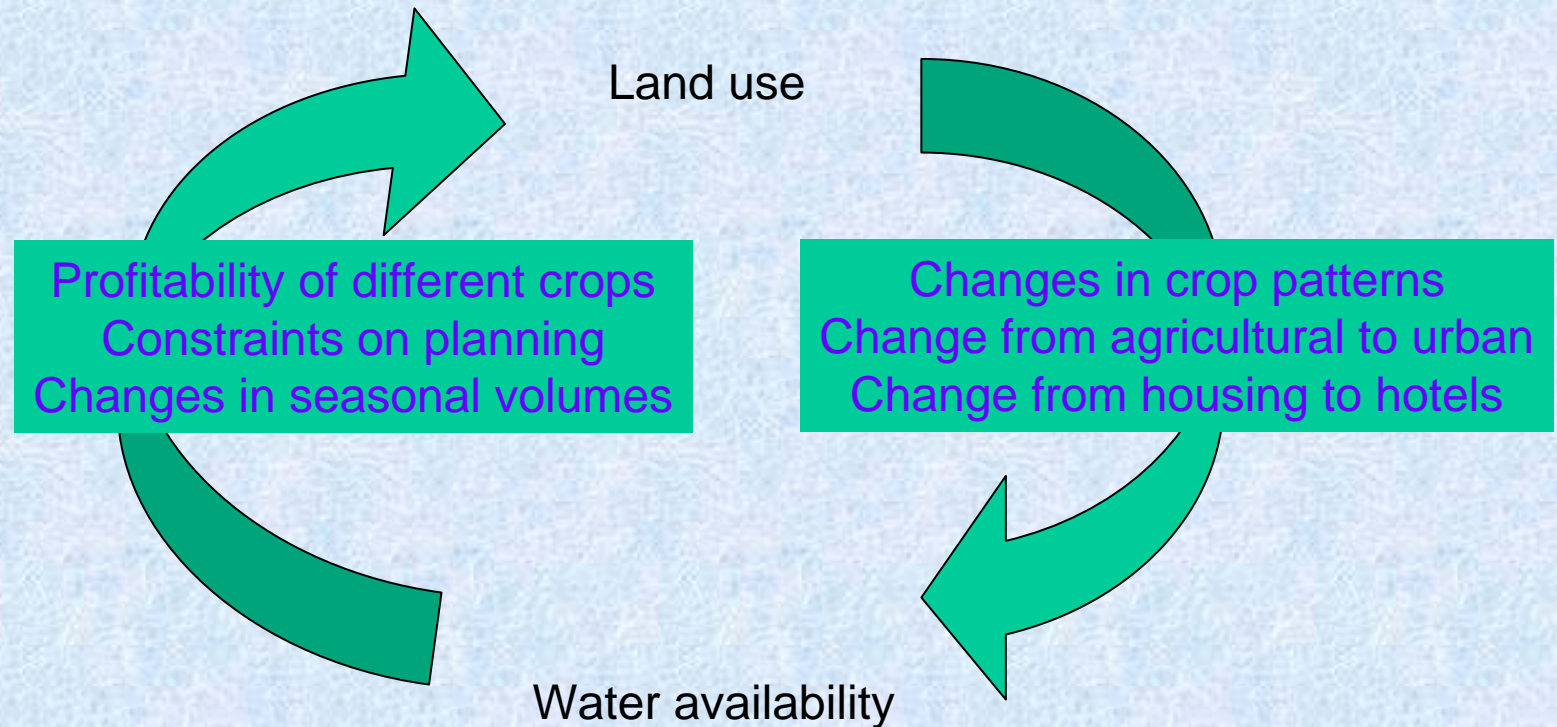 Land use
Profitability of different crops
Constraints on planning
Changes in seasonal volumes
Changes in crop patterns
Change from agricultural to urban
Change from housing to hotels
Water availability